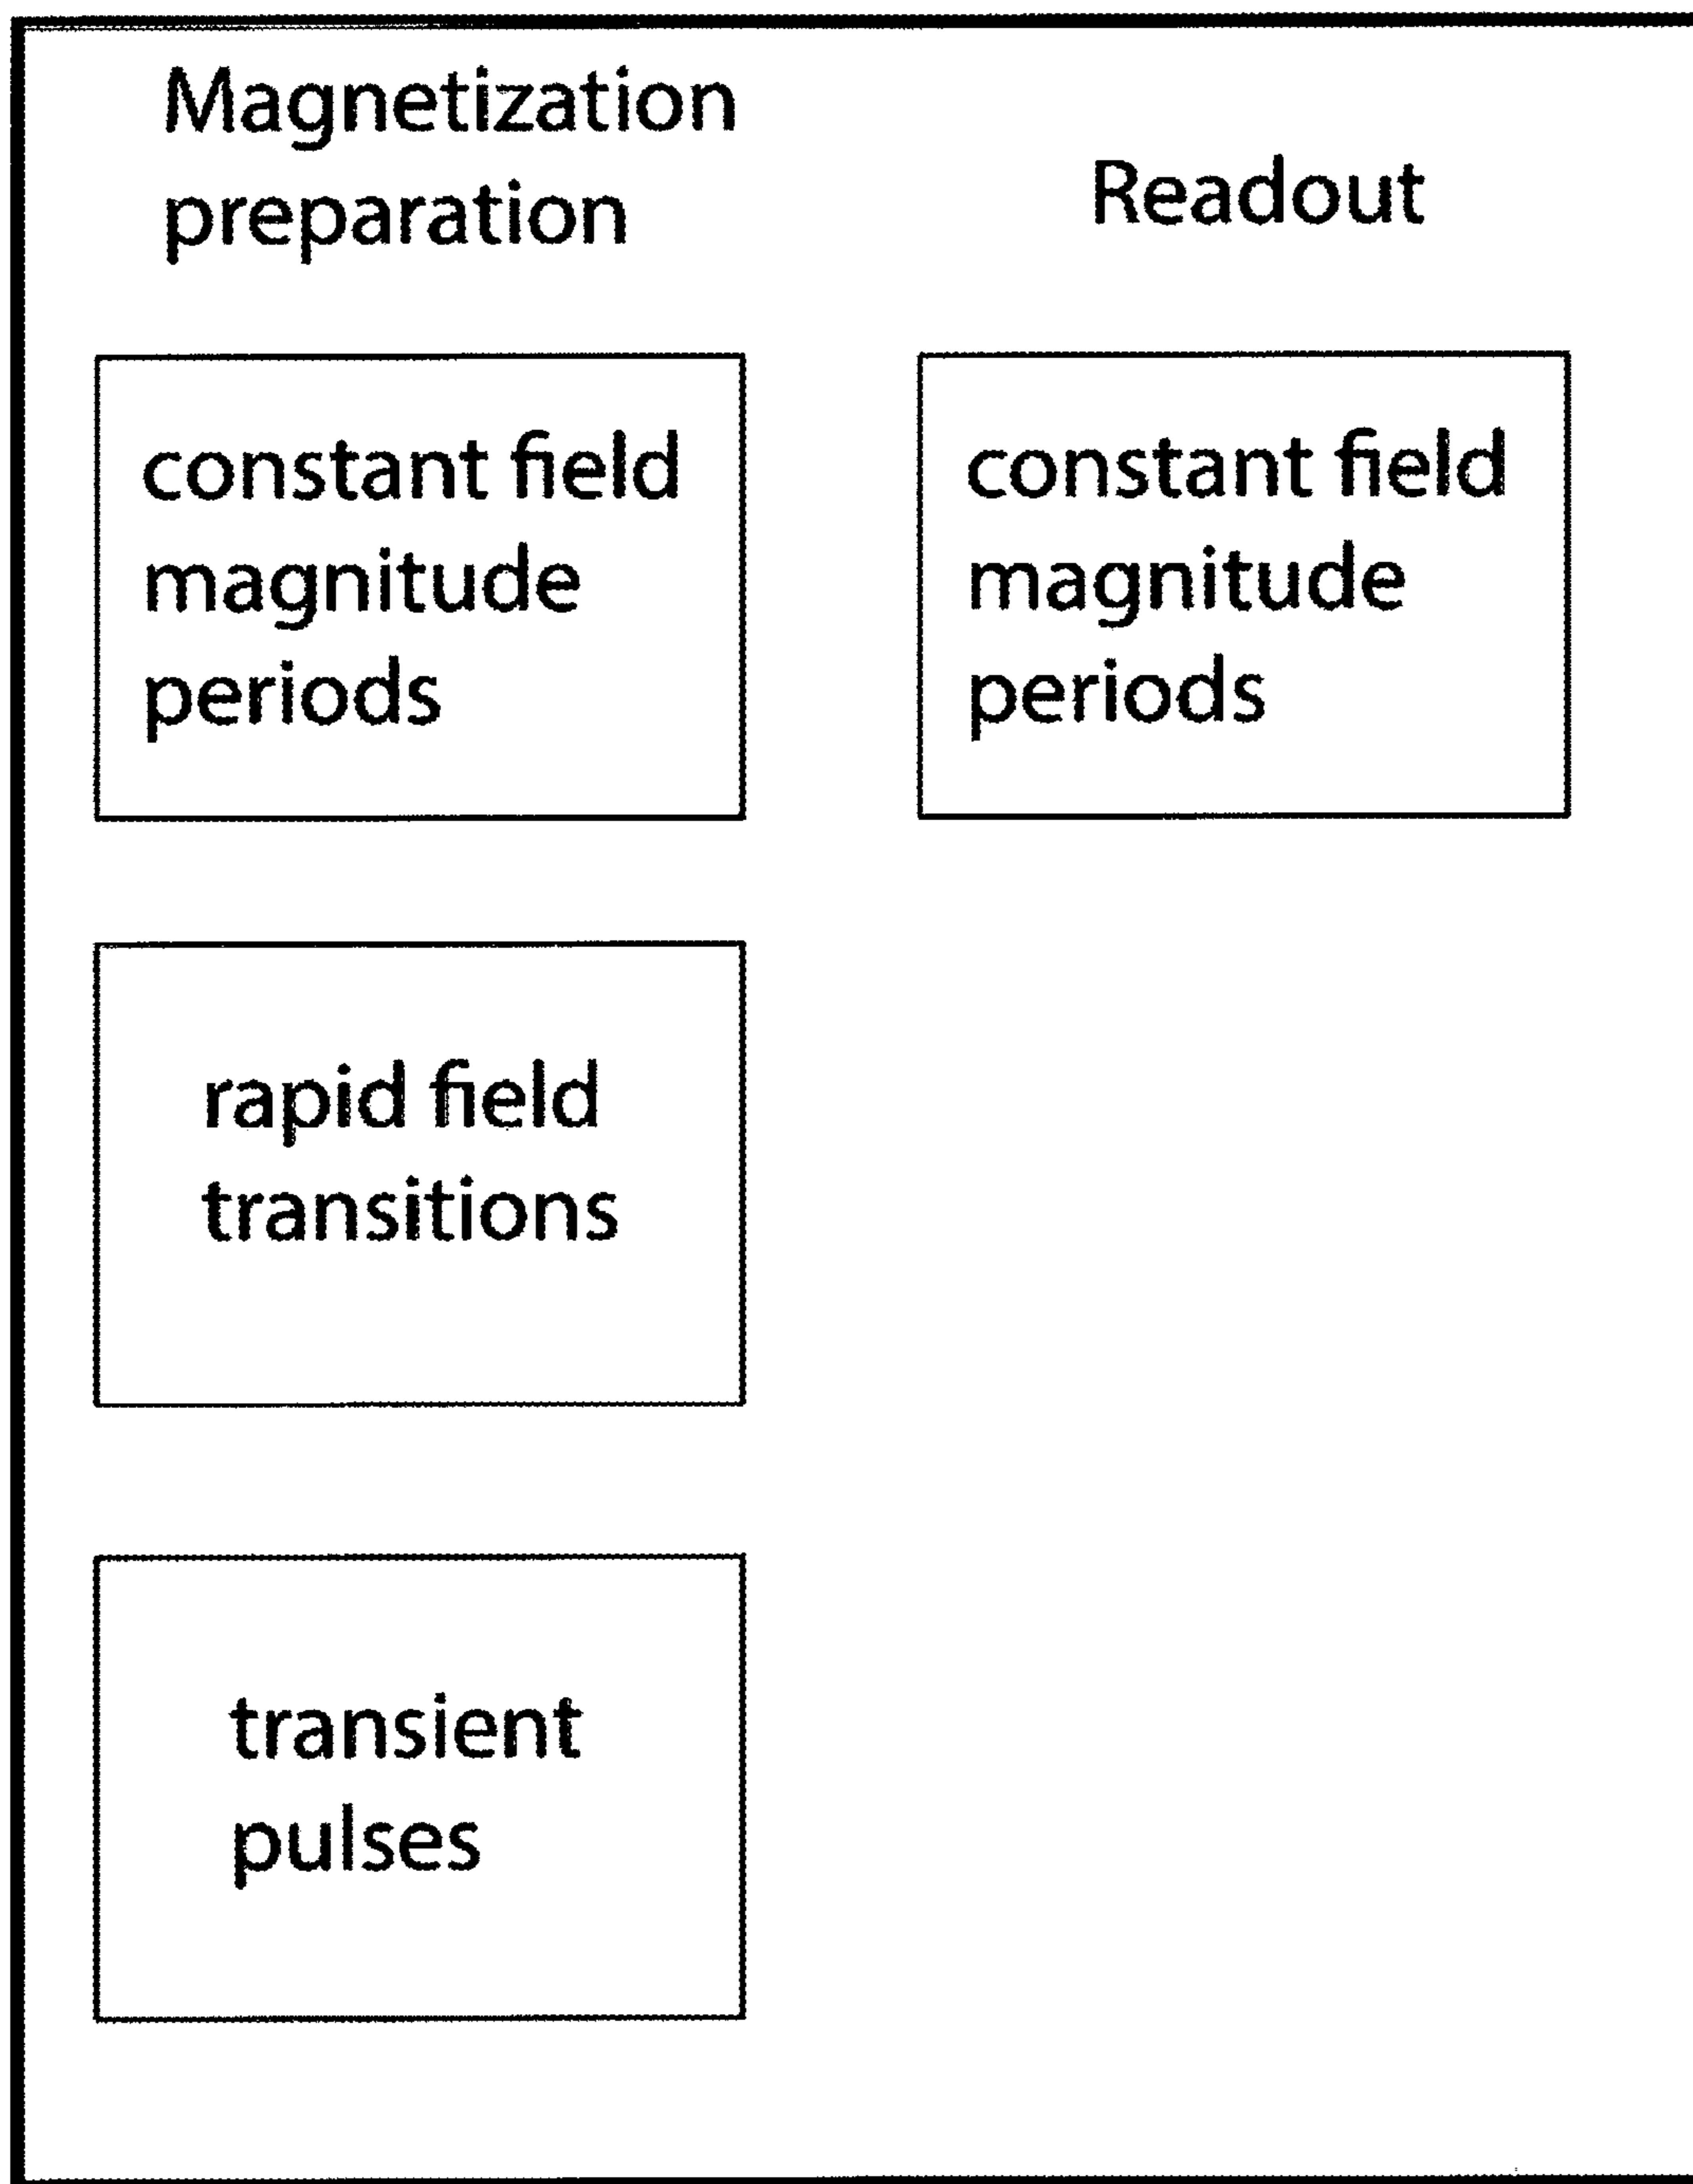 Magnetization
preparation
Readout
constant field
magnitude
periods
constant field
magnitude
periods
rapid field
transitions
transient
pulses